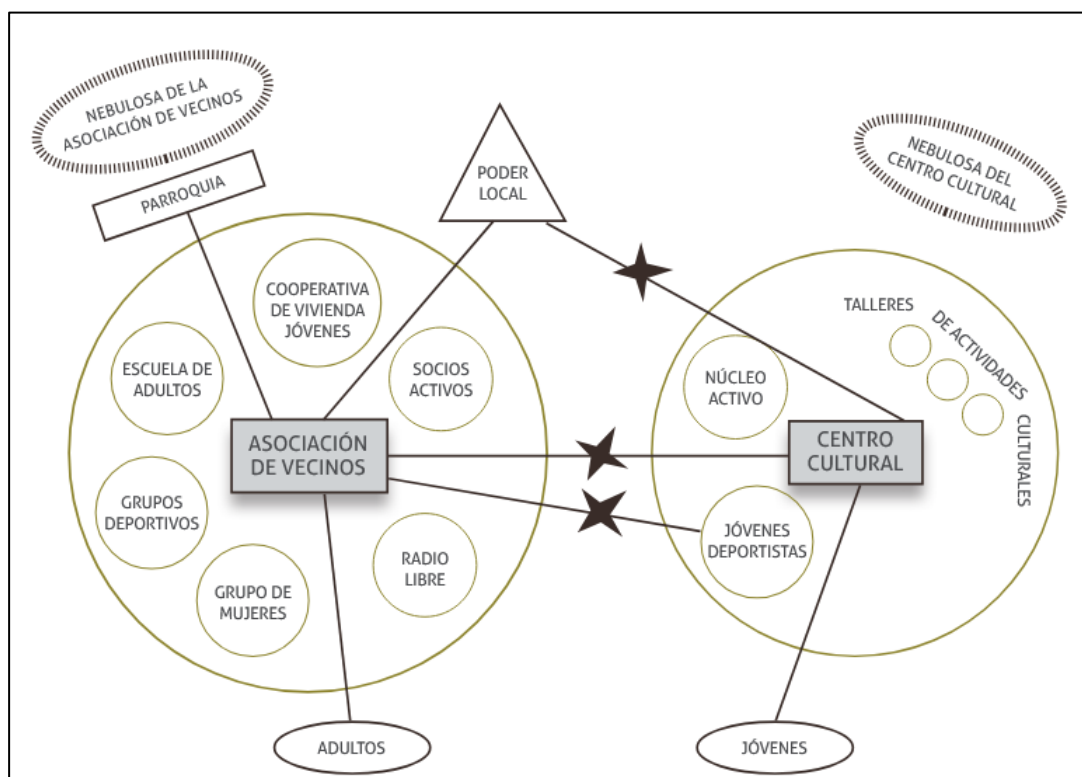 NEBULOSA DE LA
ASOCIACIÓN DE VECINOS
PARROQUIA
PODER
LOCAL
NEBULOSA DEL
CENTRO CULTURAL
COOPERATIVA
DE VIVIENDA
JÓVENES
ESCUELA DE
ADULTOS
SOCIOS
ACTIVOS
ASOCIACIÓN
DE VECINOS
GRUPOS
DEPORTIVOS
GRUPO DE
MUJERES
RADIO
LIBRE
TALLERES
DE ACTIVIDADES
CULTURALES
NÚCLEO
ACTIVO
CENTRO
CULTURAL
JÓVENES
DEPORTISTAS
ADULTOS
JÓVENES